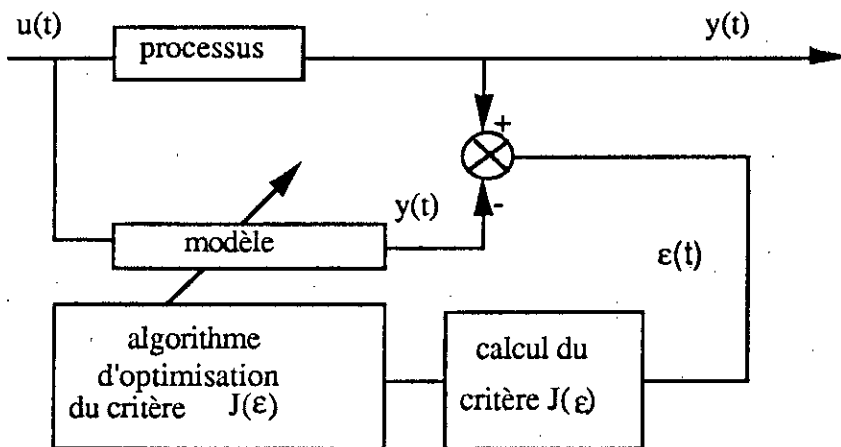 u(t)
y(t)
processus
+
y(t)
-
modèle
ε(t)
algorithme
d'optimisation
du critère J(ε)
calcul du
critère J(ε)